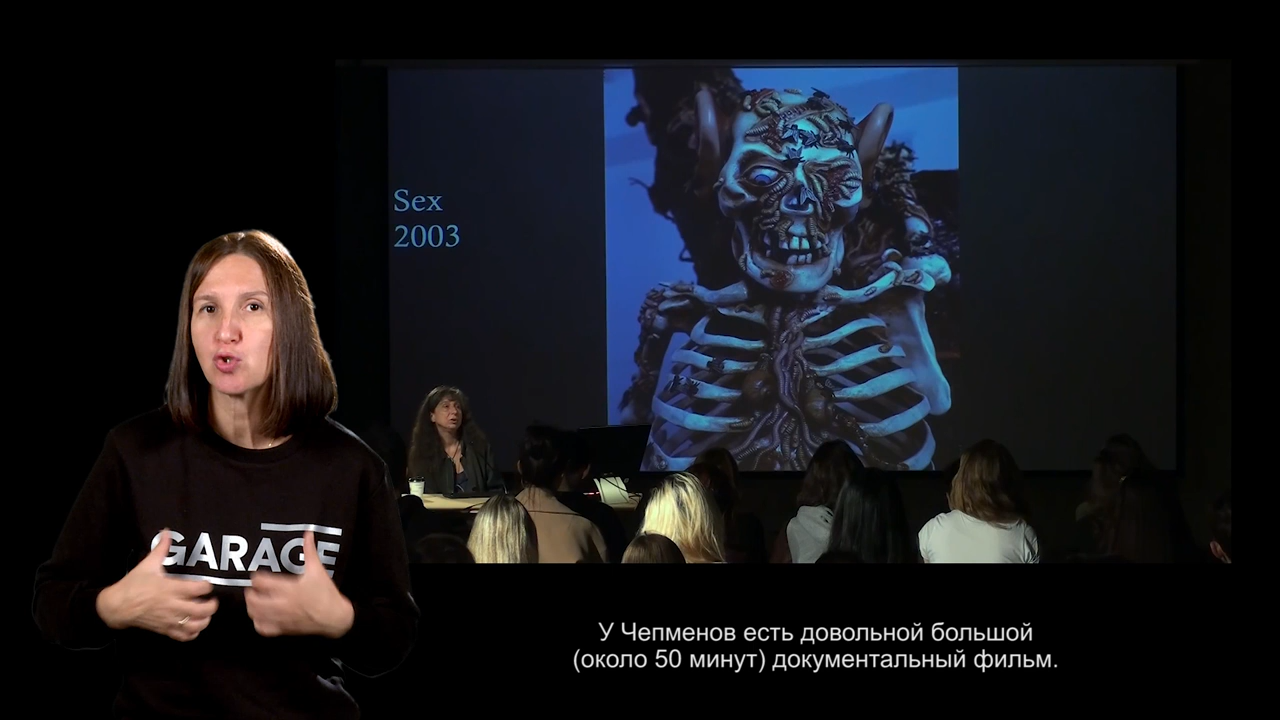 Sex
2003
GARAGE
У Чепменов есть довольной большой
(около 50 минут) документальный фильм.